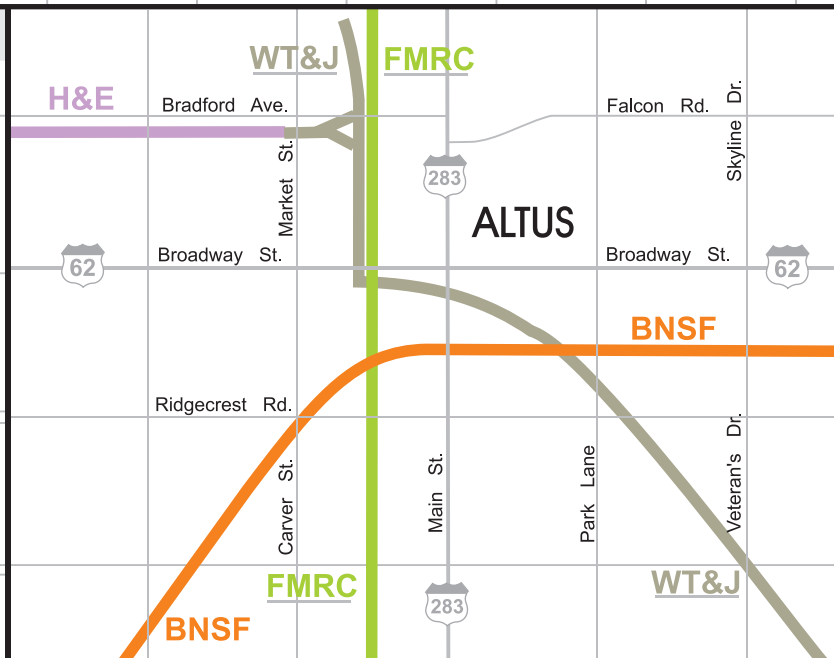 WT&J
FMRC
H&E
Bradford Ave.
Falcon Rd.
Skyline Dr.
Market St.
283
ALTUS
Broadway St.
Broadway St.
62
62
BNSF
Ridgecrest Rd.
Carver St.
Main St.
Park Lane
Veteran's Dr.
FMRC
WT&J
283
BNSF